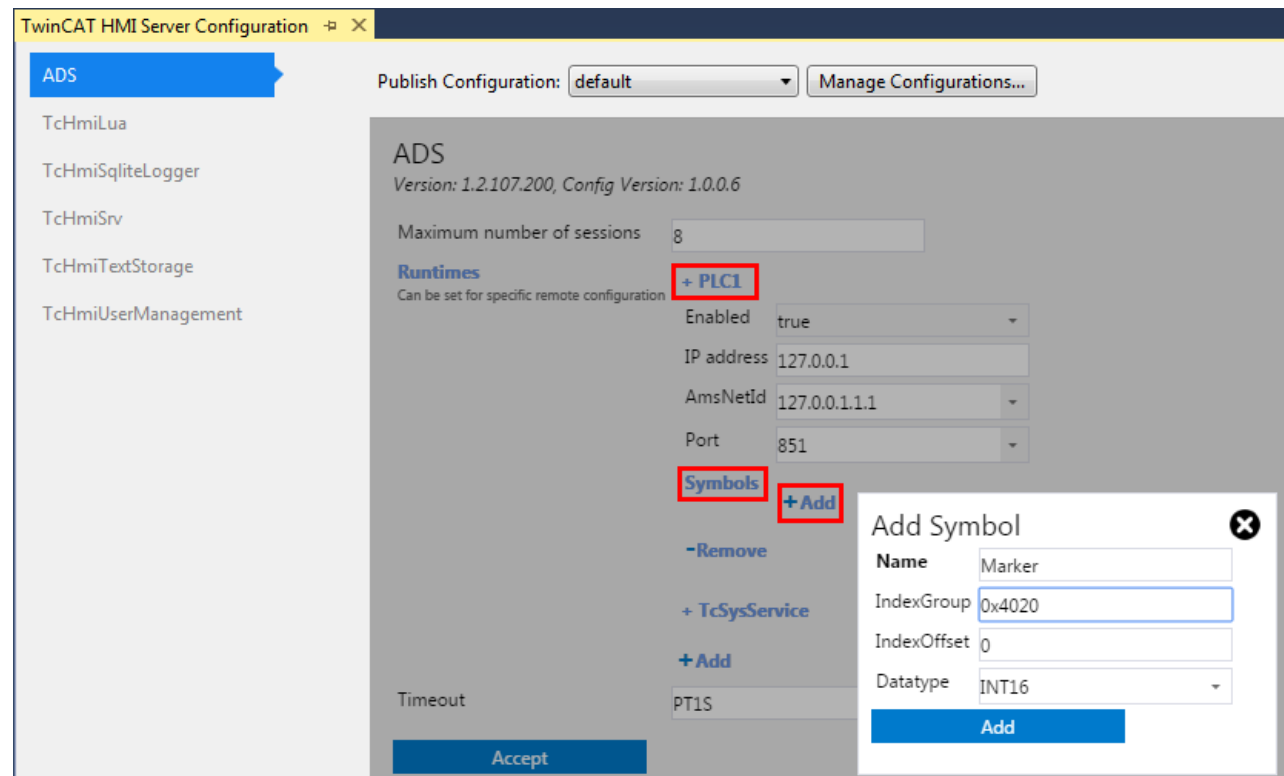 TwinCAT HMI Server Configuration
ADS
TcHmiLua
TcHmiSqliteLogger
TcHmiSrv
TcHmiTextStorage
TcHmiUserManagement
Publish Configuration: default Manage Configurations...
ADS
Version: 1.2.107.200, Config Version: 1.0.0.6
Maximum number of sessions 8
Runtimes
Can be set for specific remote configuration
+ PLC1
Enabled true
IP address 127.0.0.1
AmsNetId 127.0.0.1.1.1
Port 851
Symbols
+Add
-Remove
+ TcSysService
+Add
Timeout PT1S
Accept
Add Symbol
Name Marker
IndexGroup 0x4020
IndexOffset 0
Datatype INT16
Add